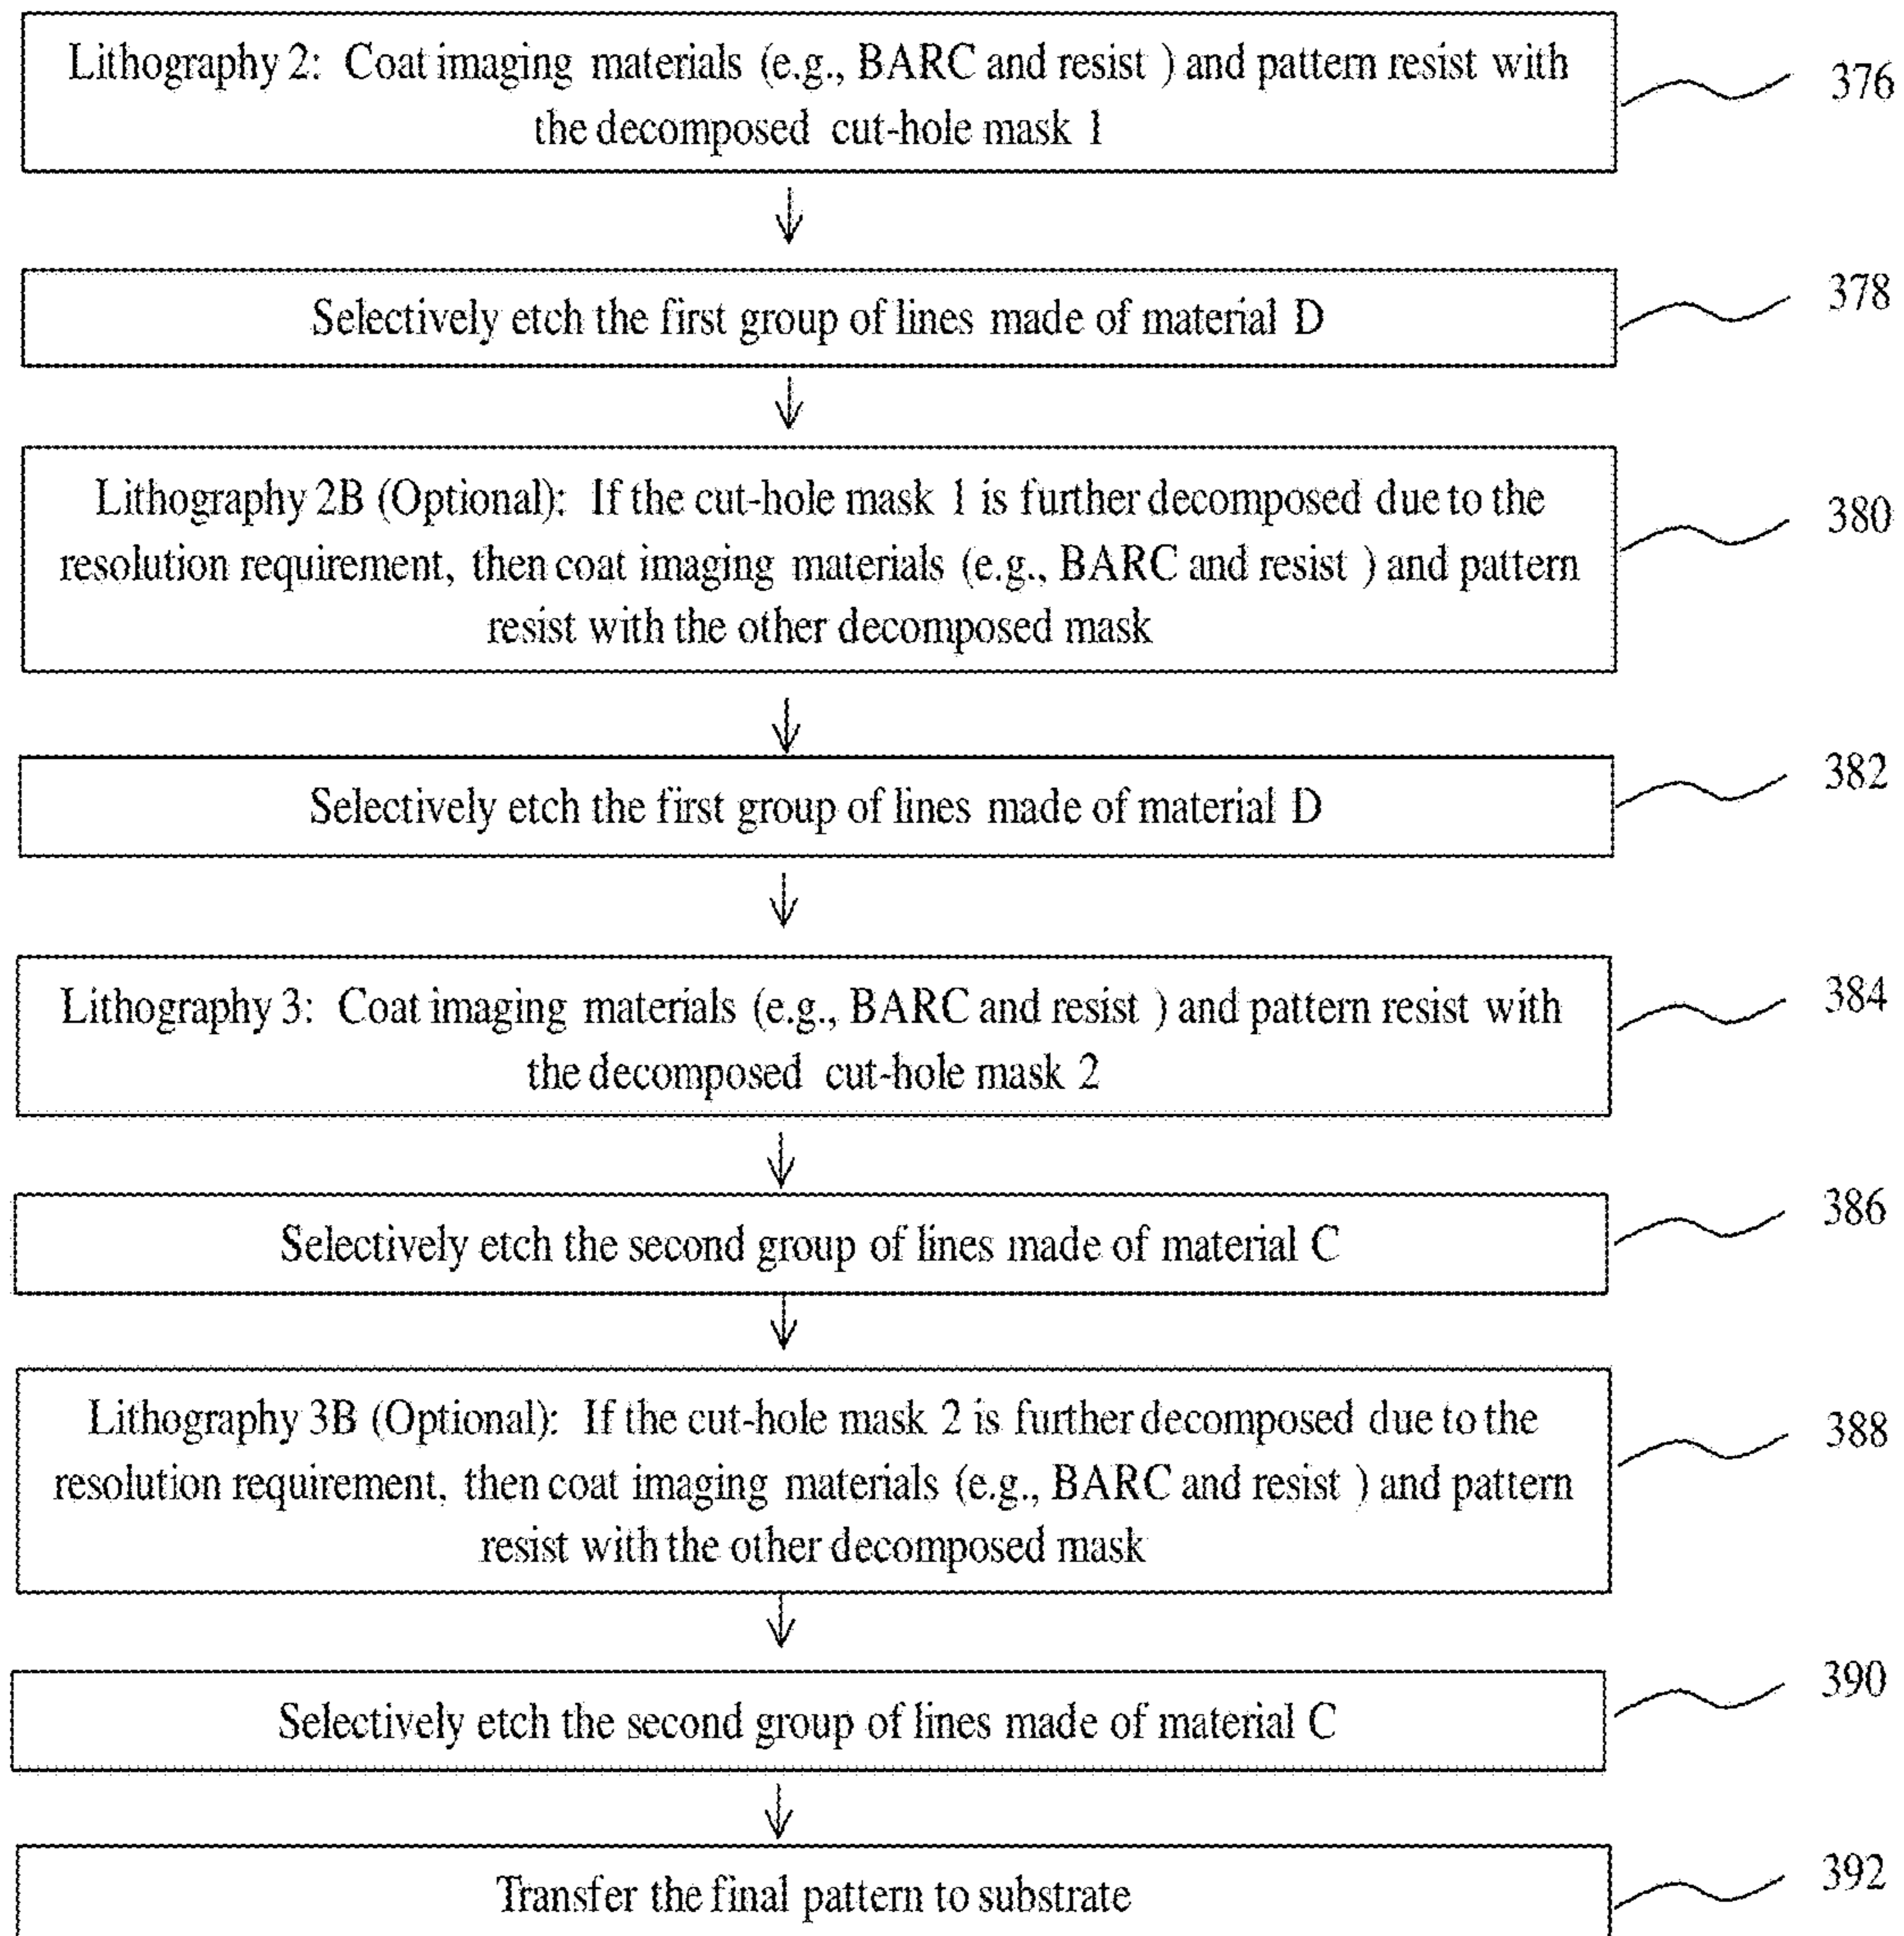 Lithography 2: Coat imaging materials (e.g., BARC and resist ) and pattern resist with
the decomposed cut-hole mask 1
376
Selectively etch the first group of lines made of material D
378
Lithography 2B (Optional): If the cut-hole mask 1 is further decomposed due to the
resolution requirement, then coat imaging materials (e.g., BARC and resist ) and pattern
resist with the other decomposed mask
380
Selectively etch the first group of lines made of material D
382
Lithography 3: Coat imaging materials (e.g., BARC and resist ) and pattern resist with
the decomposed cut-hole mask 2
384
Selectively etch the second group of lines made of material C
386
Lithography 3B (Optional): If the cut-hole mask 2 is further decomposed due to the
resolution requirement, then coat imaging materials (e.g., BARC and resist ) and pattern
resist with the other decomposed mask
388
Selectively etch the second group of lines made of material C
390
Transfer the final pattern to substrate
392